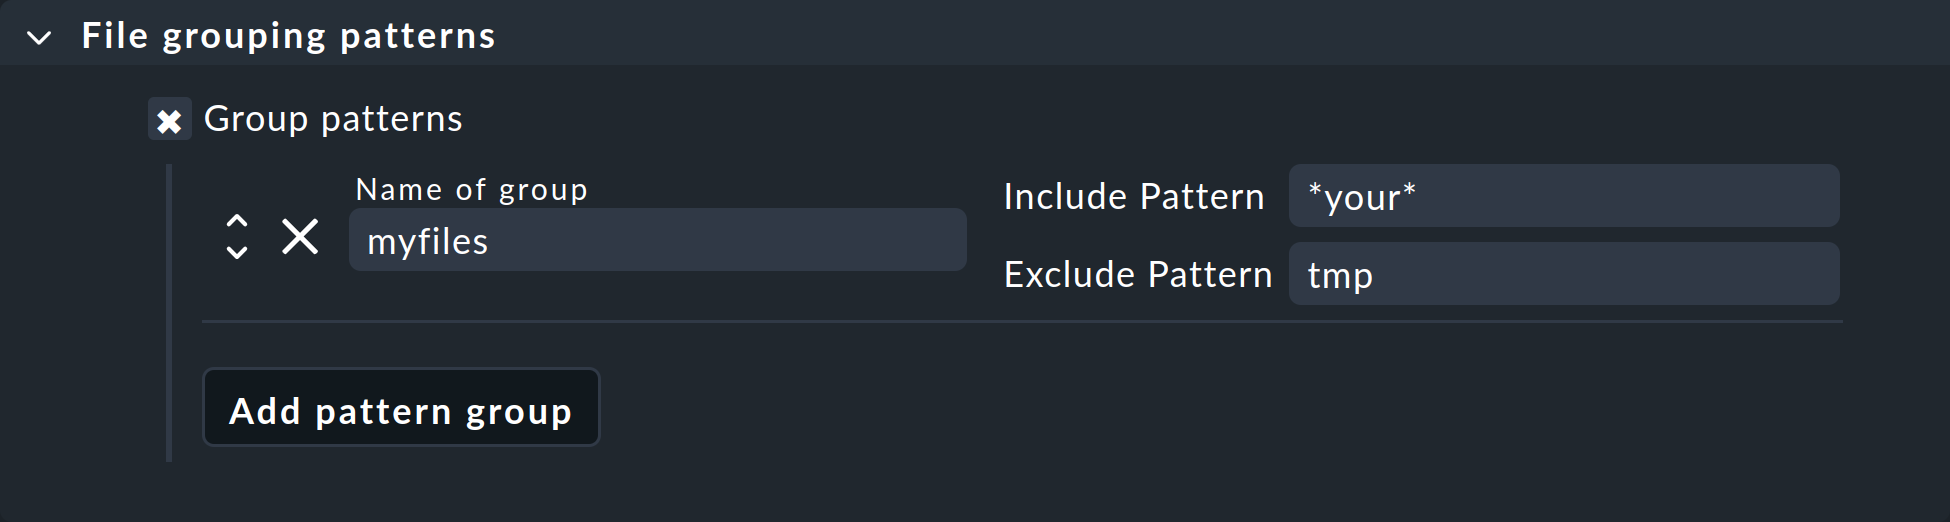 File grouping patterns
Group patterns
Name of group
myfiles
Include Pattern *your*
Exclude Pattern tmp
Add pattern group